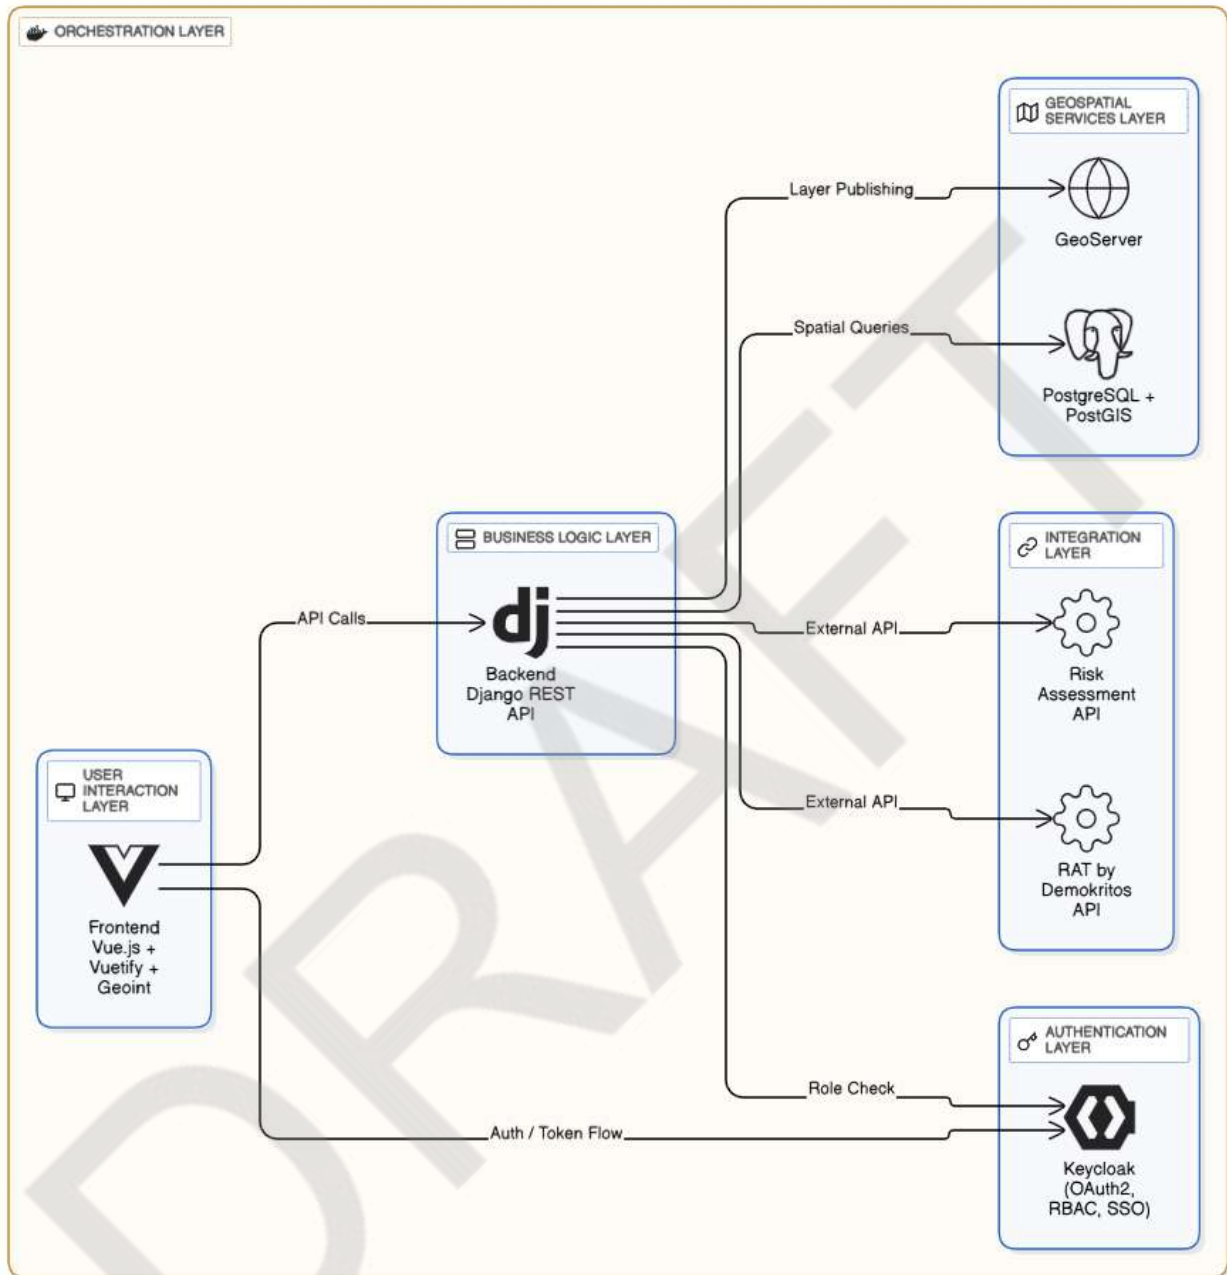 ORCHESTRATION LAYER
GEOSPATIAL
SERVICES LAYER
Layer Publishing
GeoServer
Spatial Queries
PostgreSQL +
PostGIS
BUSINESS LOGIC LAYER
dj
Backend
Django REST
API
API Calls
INTEGRATION
LAYER
External API
Risk
Assessment
API
External API
RAT by
Demokritos
API
USER
INTERACTION
LAYER
Frontend
Vue.js +
Vuetify +
Geoint
AUTHENTICATION
LAYER
Role Check
Auth / Token Flow
Keycloak
(OAuth2,
RBAC, SSO)
DRAFT